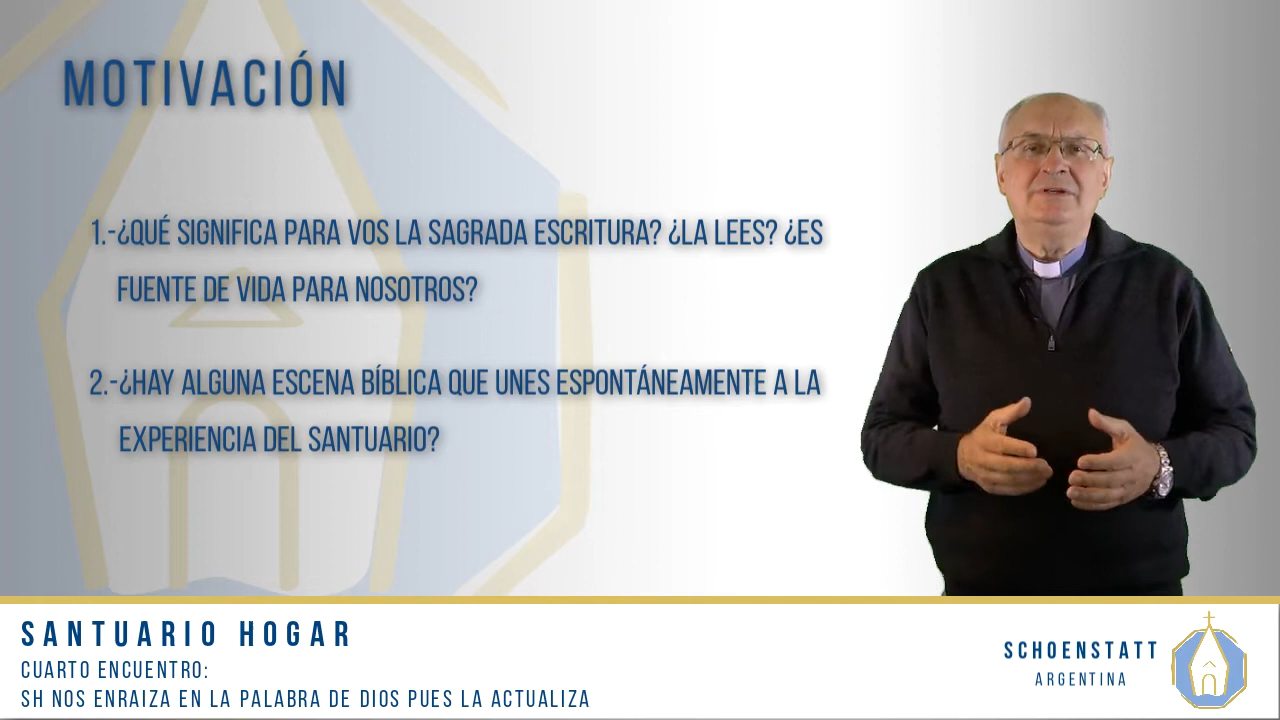 MOTIVACIÓN
1.-¿QUÉ SIGNIFICA PARA VOS LA SAGRADA ESCRITURA? ¿LA LEES? ¿ES
FUENTE DE VIDA PARA NOSOTROS?
2.-¿HAY ALGUNA ESCENA BÍBLICA QUE UNES ESPONTÁNEAMENTE A LA
EXPERIENCIA DEL SANTUARIO?
SANTUARIO HOGAR
CUARTO ENCUENTRO:
SH NOS ENRAIZA EN LA PALABRA DE DIOS PUES LA ACTUALIZA
SCHOENSTATT
ARGENTINA